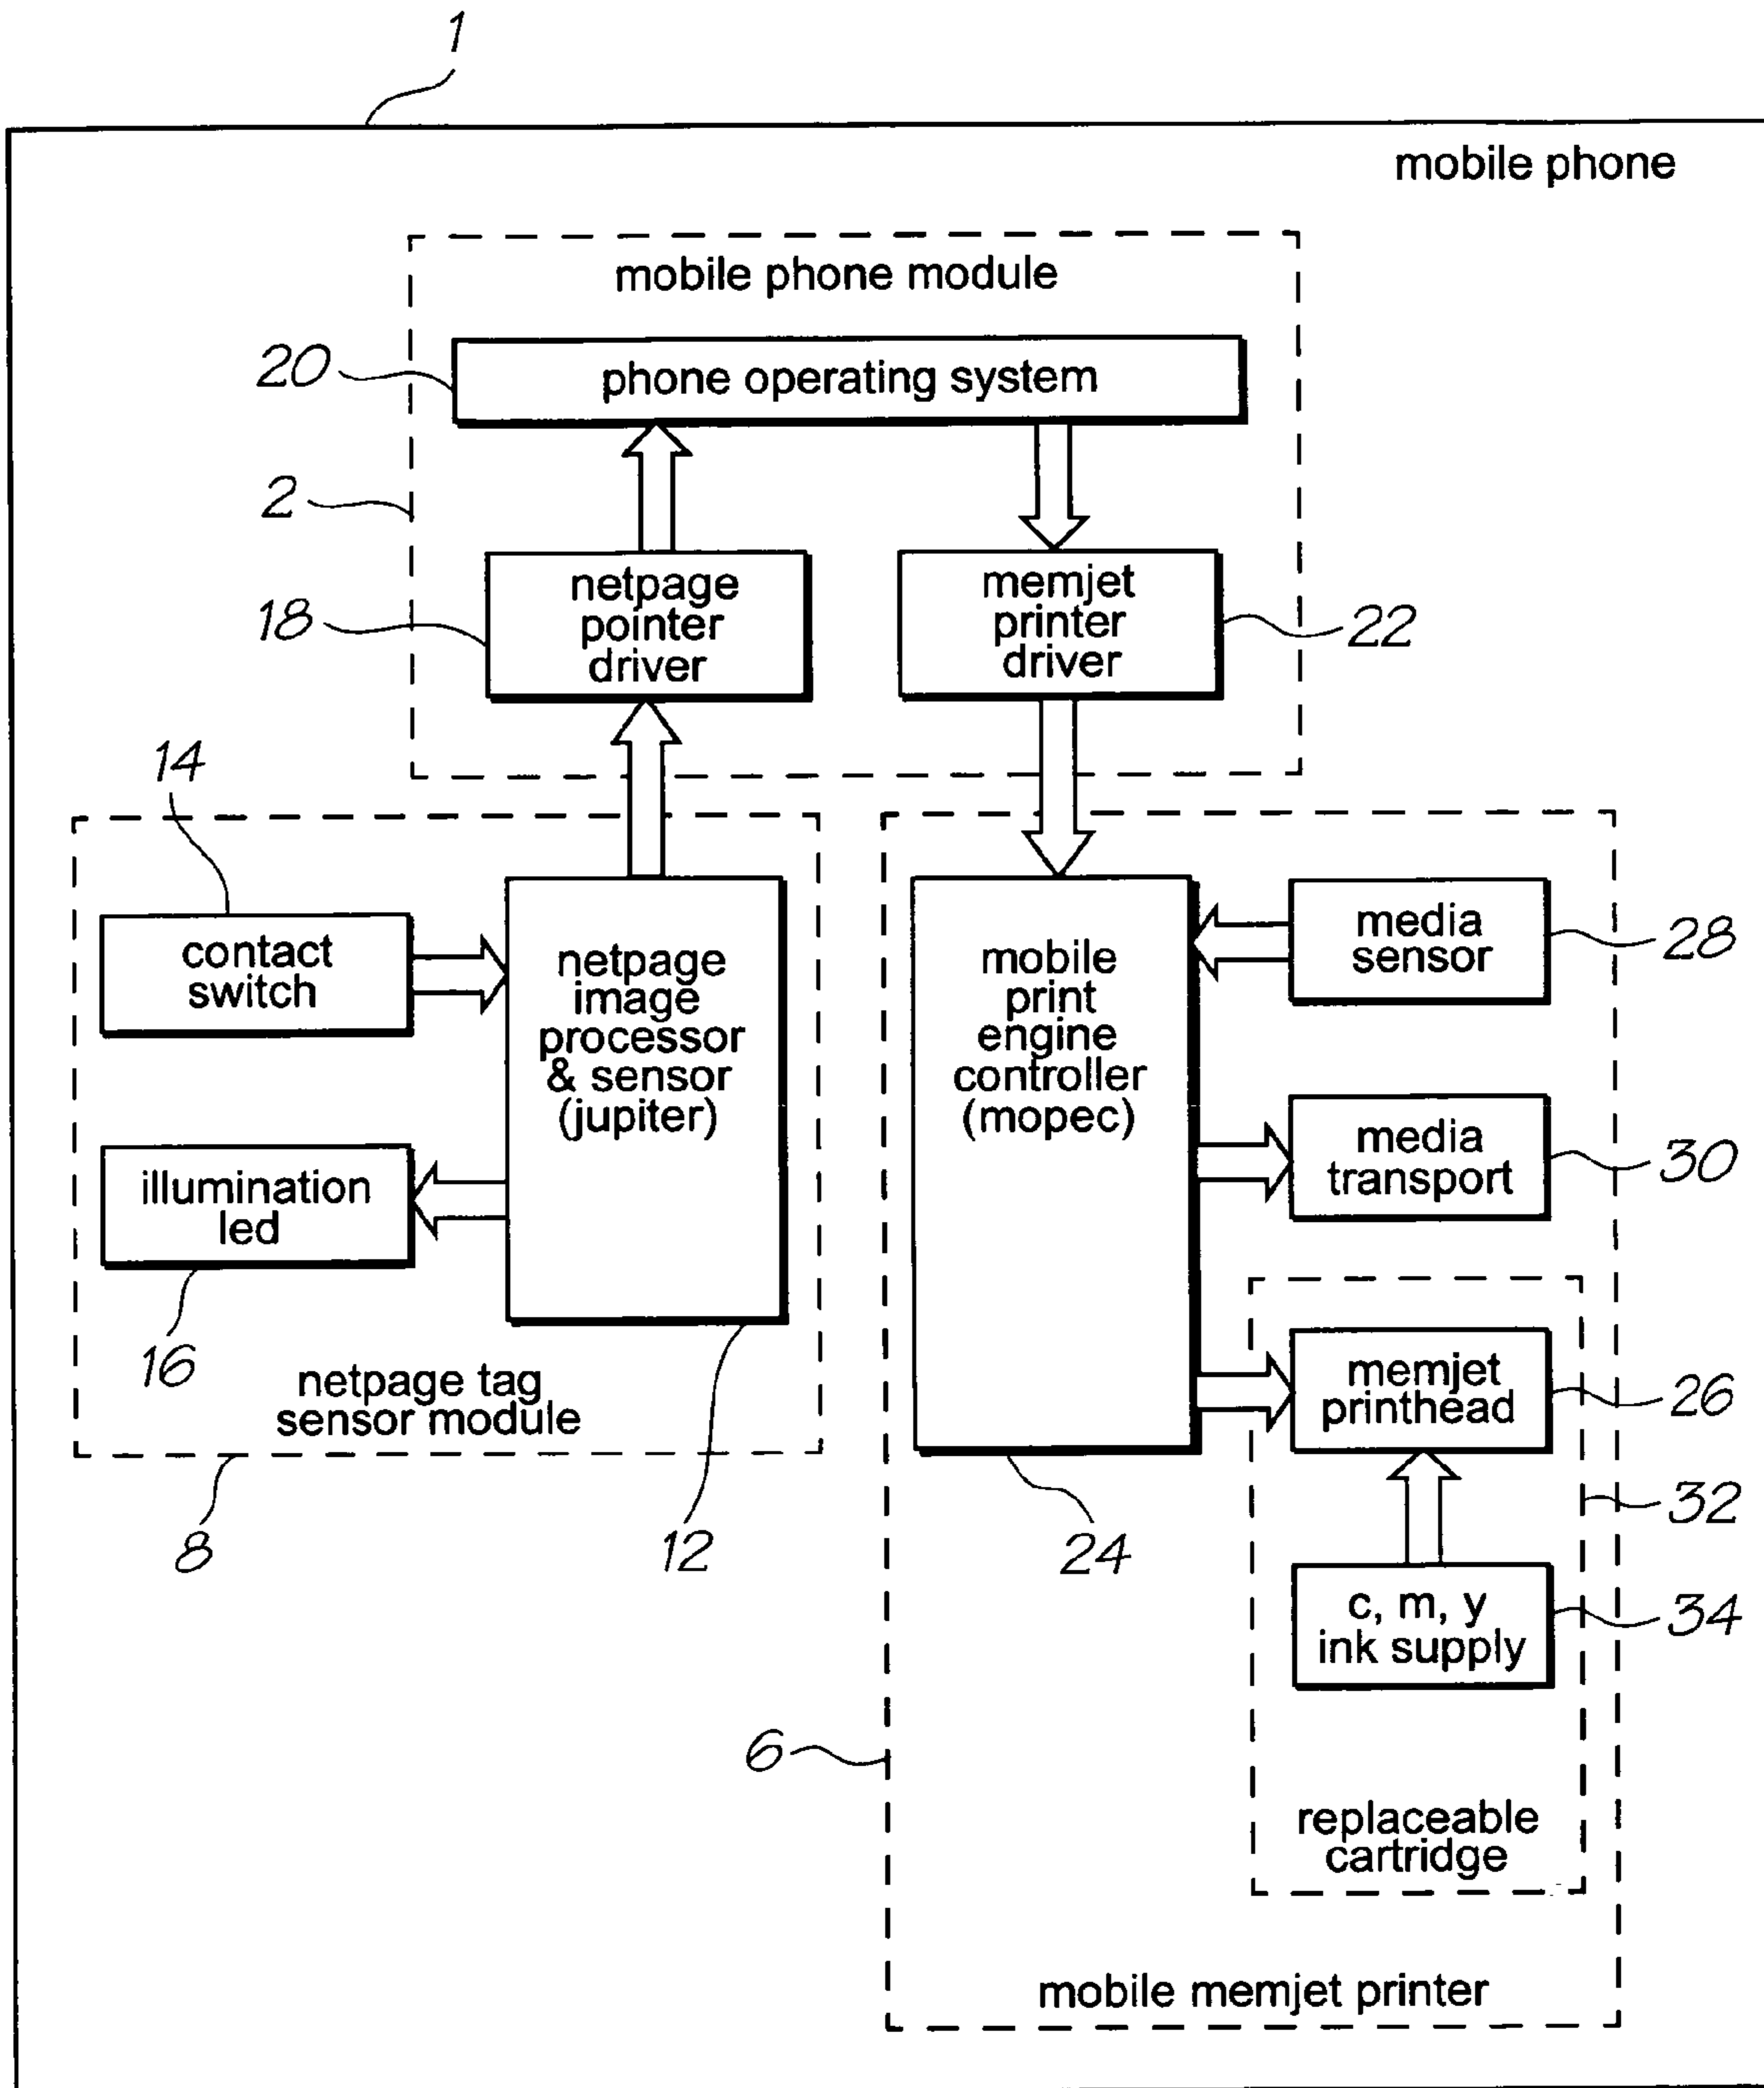 1
mobile phone
mobile phone module
20
phone operating system
2
netpage
pointer
driver
18
memjet
printer
driver
22
14
contact
switch
netpage
image
processor
& sensor
(jupiter)
illumination
led
16
netpage tag
sensor module
8
12
mobile
print
engine
controller
(mopec)
media
sensor
28
media
transport
30
memjet
printhead
26
32
24
c, m, y
ink supply
34
6
replaceable
cartridge
mobile memjet printer